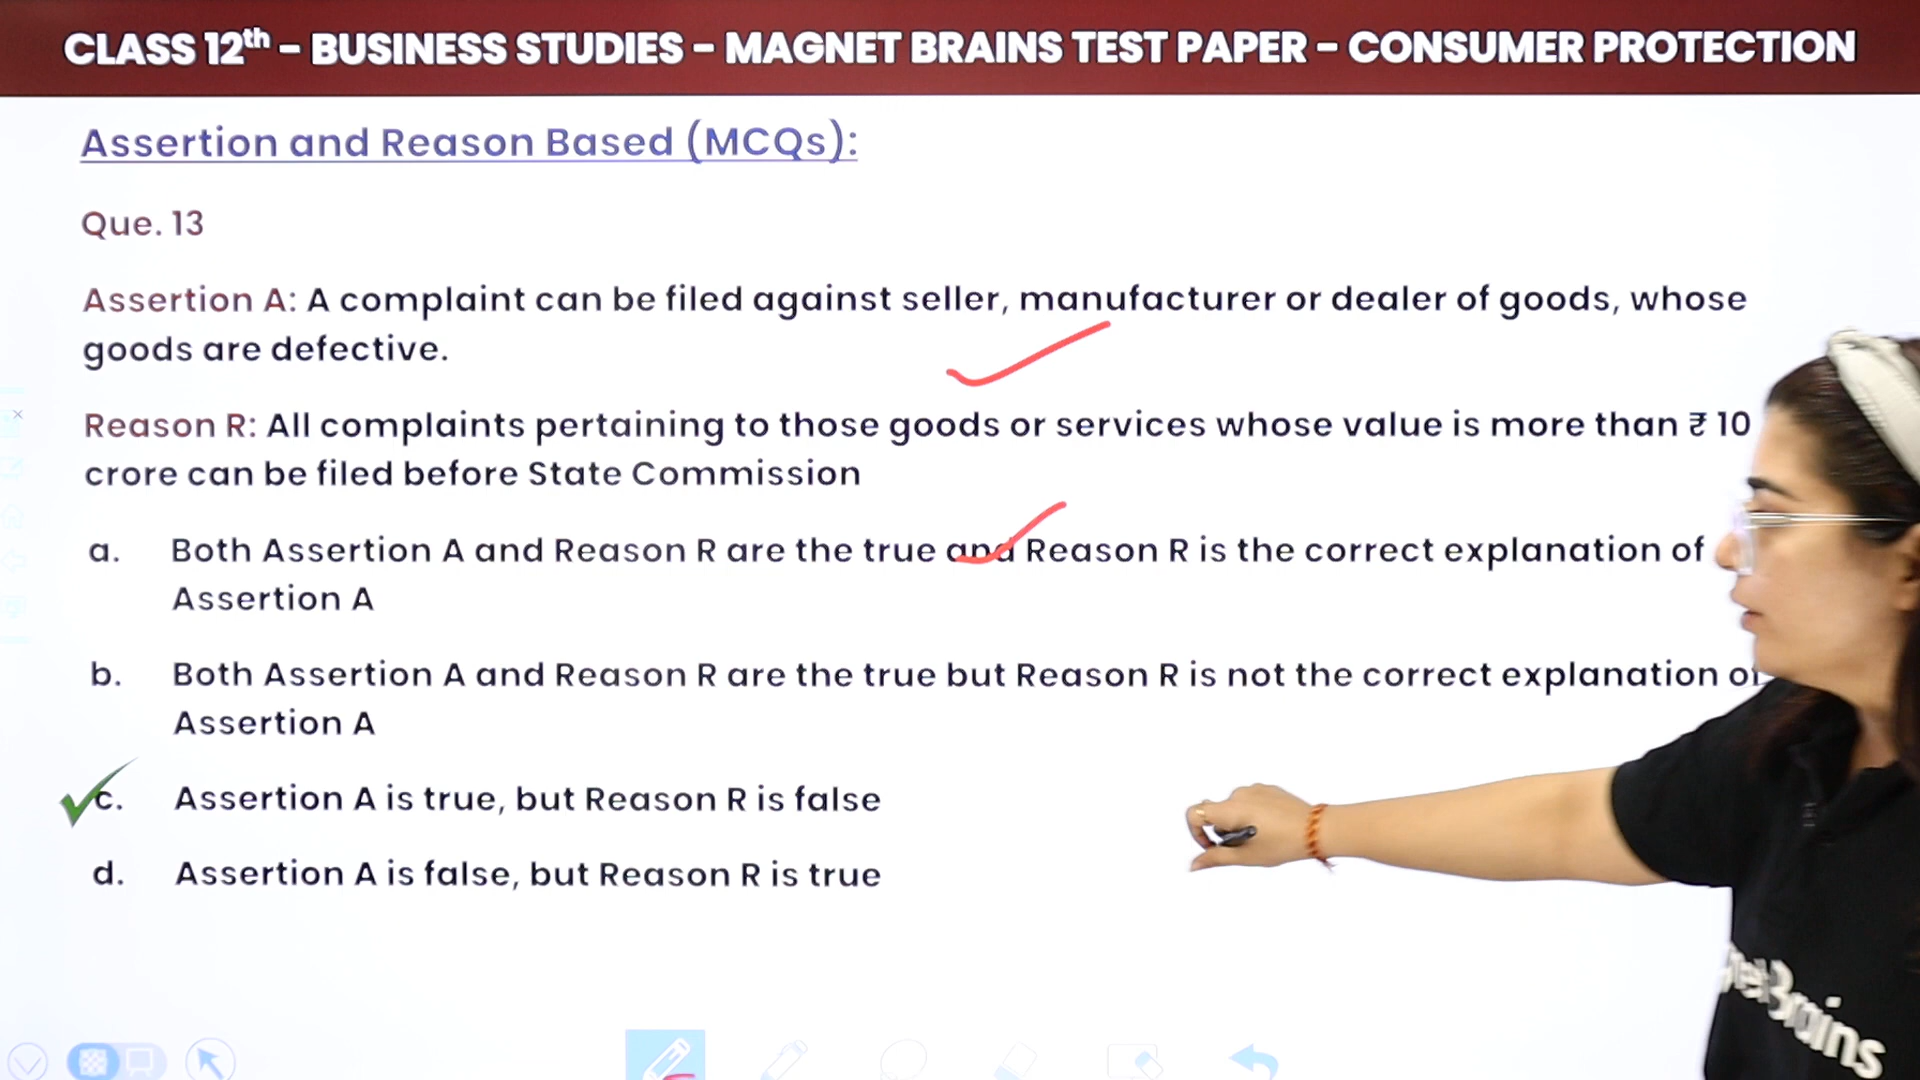 CLASS 12th – BUSINESS STUDIES – MAGNET BRAINS TEST PAPER – CONSUMER PROTECTION
Assertion and Reason Based (MCQs):
Que. 13
Assertion A: A complaint can be filed against seller, manufacturer or dealer of goods, whose
goods are defective.
Reason R: All complaints pertaining to those goods or services whose value is more than ₹ 10
crore can be filed before State Commission
a. Both Assertion A and Reason R are the true and Reason R is the correct explanation of
Assertion A
b. Both Assertion A and Reason R are the true but Reason R is not the correct explanation of
Assertion A
c. Assertion A is true, but Reason R is false
d. Assertion A is false, but Reason R is true
Brains